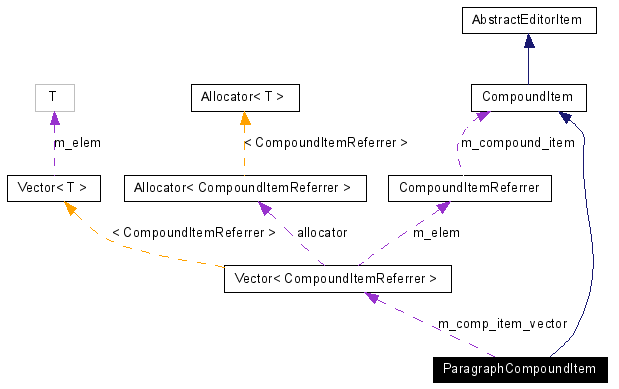 AbstractEditorItem
T
Allocator< T >
CompoundItem
m_elem
< CompoundItemReferrer >
m_compound_item
Vector< T >
Allocator< CompoundItemReferrer >
CompoundItemReferrer
< CompoundItemReferrer >
allocator
m_elem
Vector< CompoundItemReferrer >
m_comp_item_vector
ParagraphCompoundItem